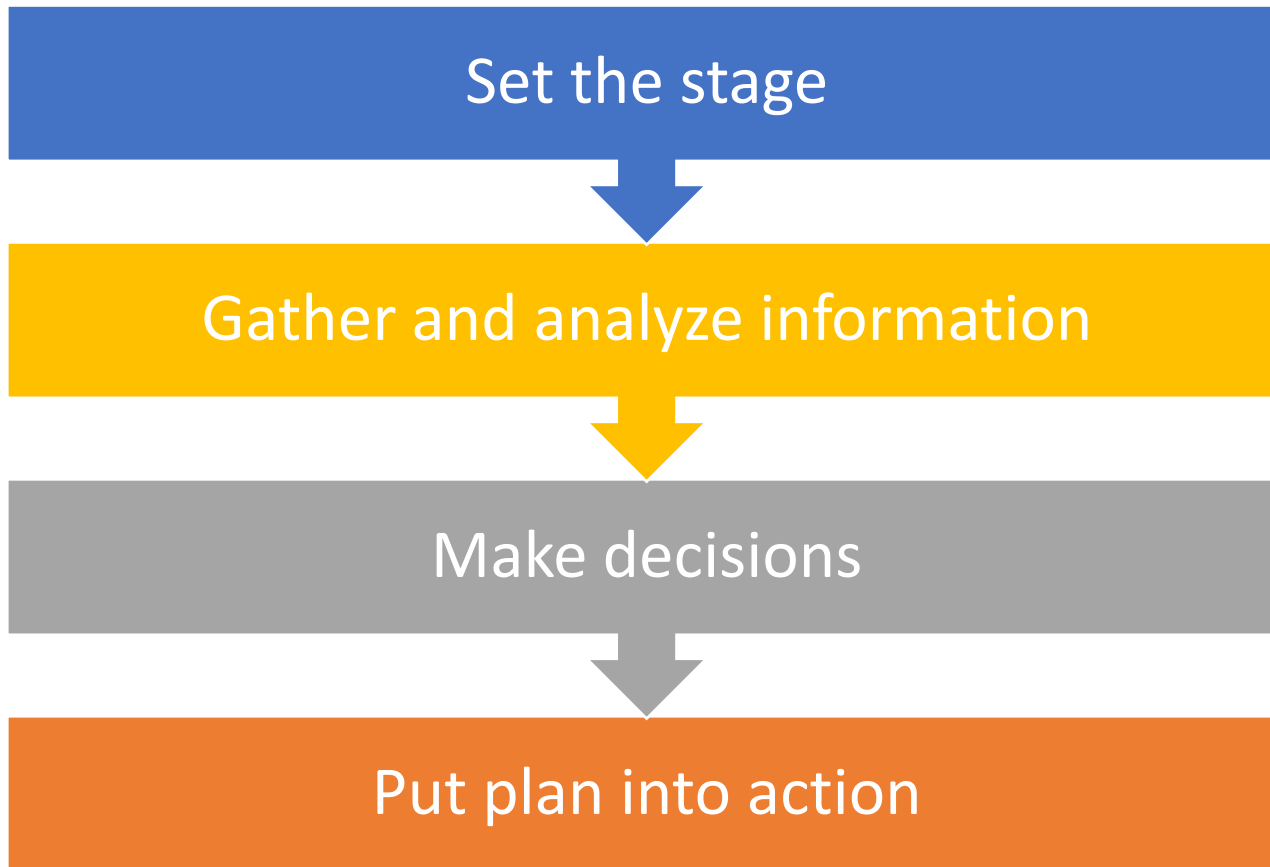 Set the stage
Gather and analyze information
Make decisions
Put plan into action